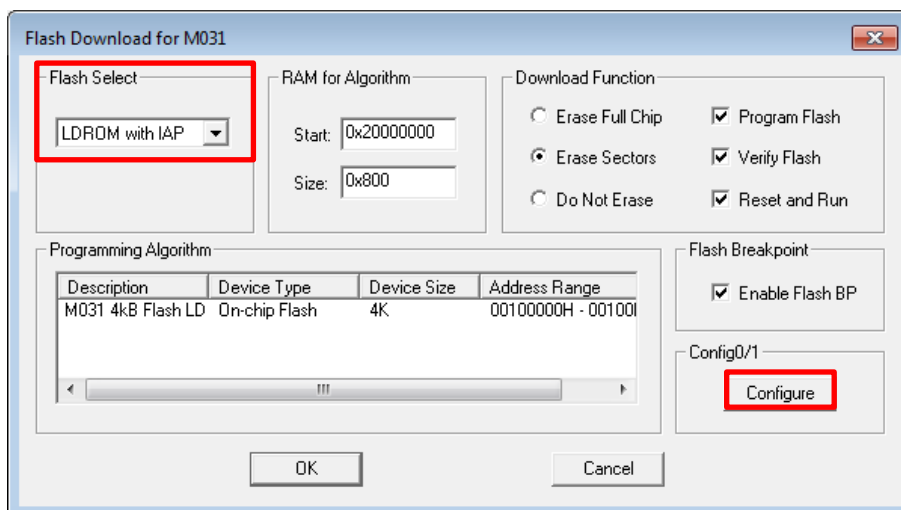 Flash Download for M031
Flash Select
LDROM with IAP
RAM for Algorithm
Start: 0x20000000
Size: 0x800
Download Function
Erase Full Chip
Erase Sectors
Do Not Erase
Program Flash
Verify Flash
Reset and Run
Programming Algorithm
Description Device Type Device Size Address Range
M031 4kB Flash LD On-chip Flash 4K 00100000H - 00100
Flash Breakpoint
Enable Flash BP
Config0/1
Configure
OK
Cancel